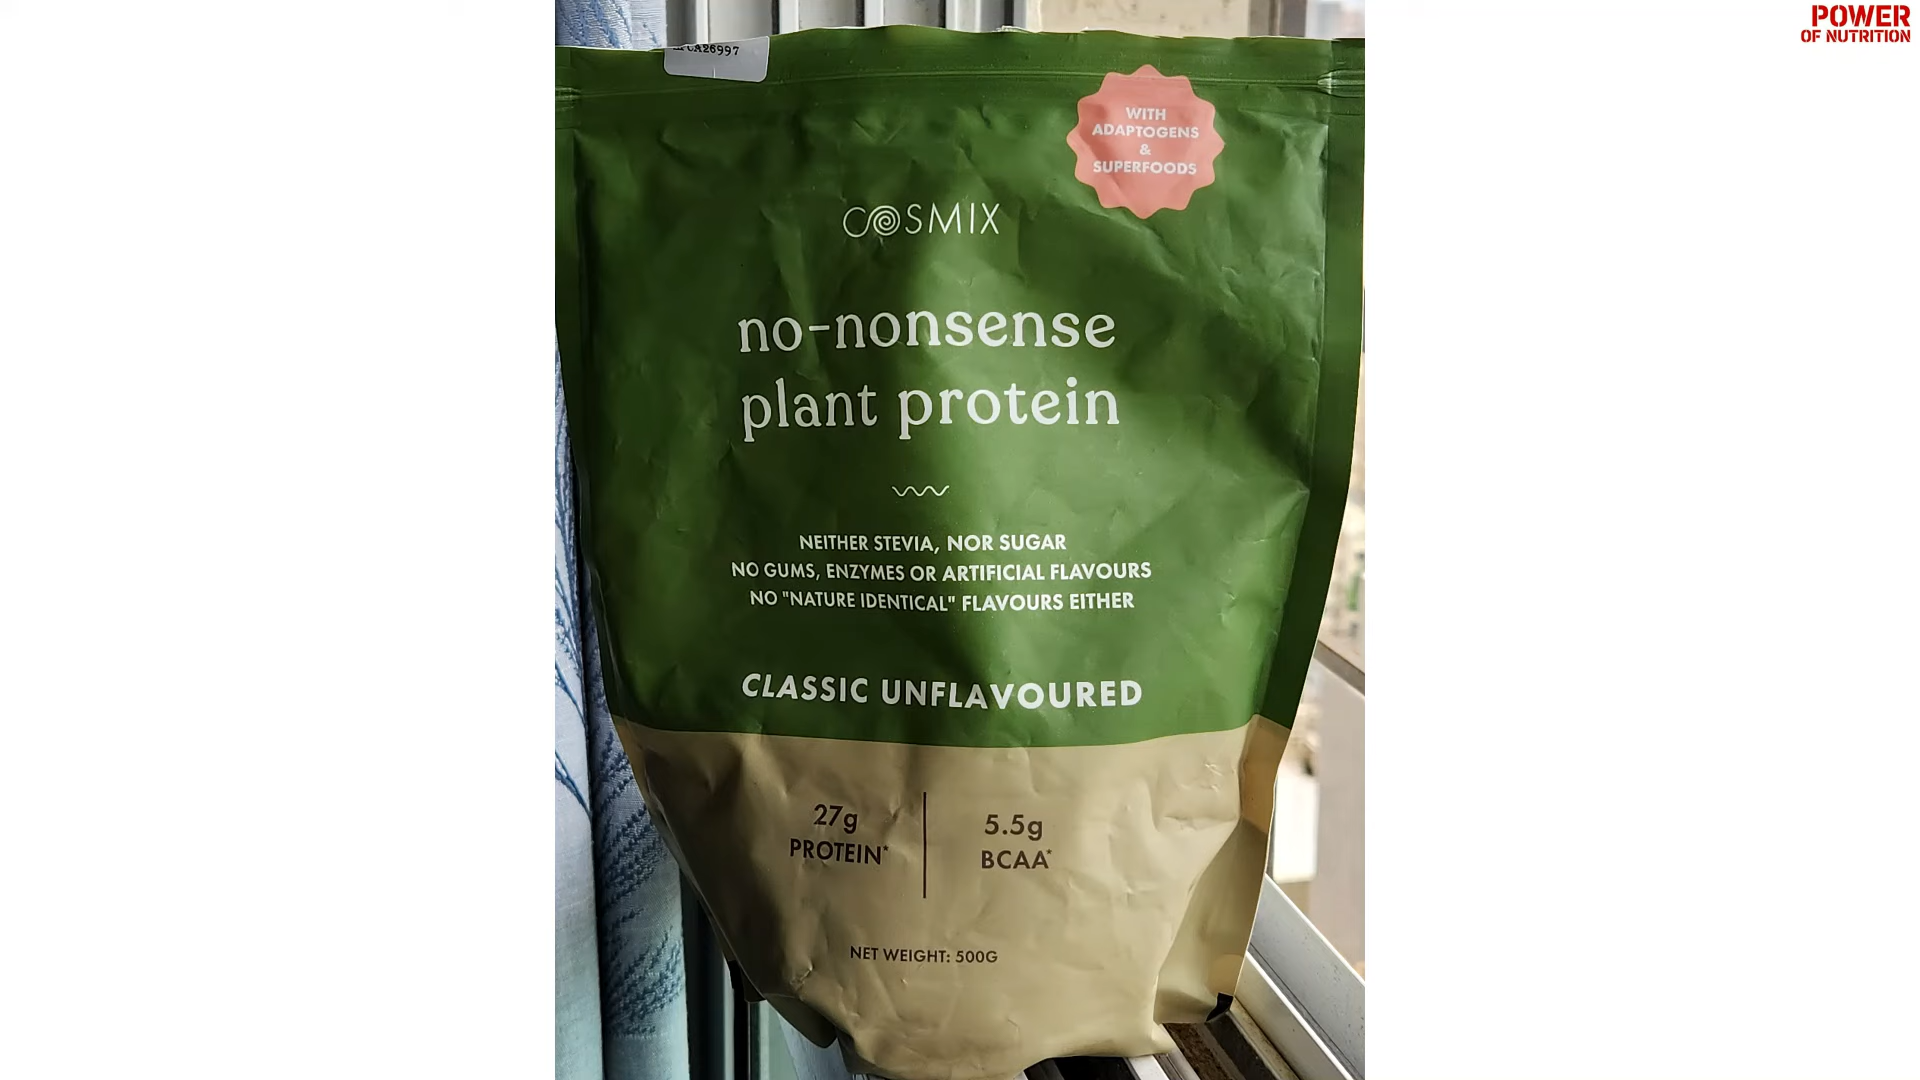 POWER
OF NUTRITION
CA26997
WITH
ADAPTOGENS
&
SUPERFOODS
COSMIX
no-nonsense
plant protein
NEITHER STEVIA, NOR SUGAR
NO GUMS, ENZYMES OR ARTIFICIAL FLAVOURS
NO "NATURE IDENTICAL" FLAVOURS EITHER
CLASSIC UNFLAVOURED
27g
PROTEIN*
5.5g
BCAA*
NET WEIGHT: 500G